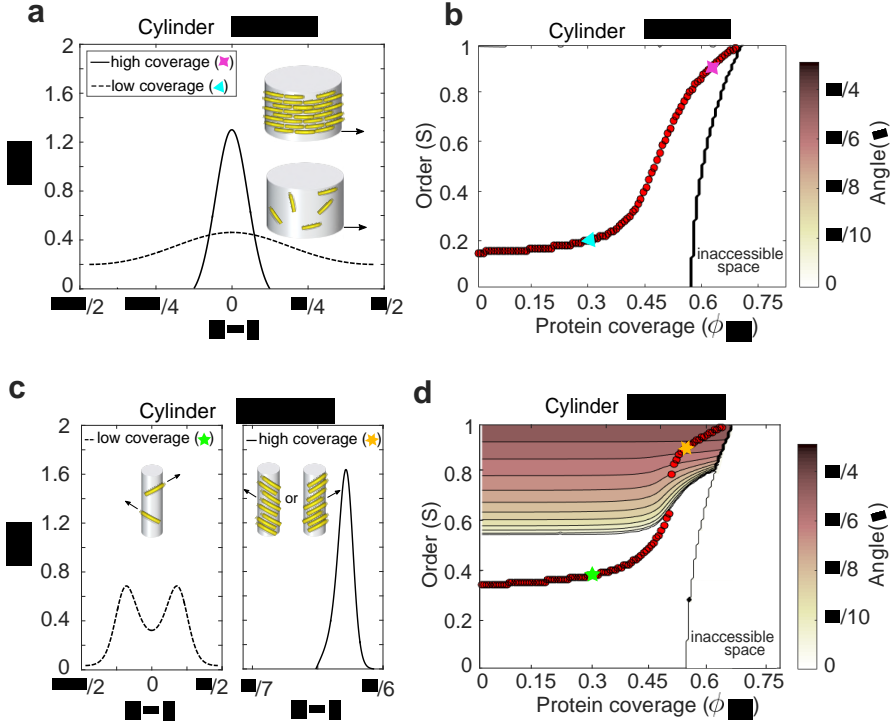 a
Cylinder
2
1.6
1.2
0.8
0.4
0
high coverage ( )
low coverage ( )
/2
/4
0
/4
/2
b
Cylinder
1
0.8
0.6
0.4
0.2
0
Order (S)
inaccessible
space
0 0.15 0.3 0.45 0.6 0.75
Protein coverage (ϕ )
/4
/6
/8
/10
0
Angle( )
c
Cylinder
2
1.6
1.2
0.8
0.4
0
low coverage ( )
high coverage ( )
or
/2
0
/2
/7
/6
d
Cylinder
1
0.8
0.6
0.4
0.2
0
Order (S)
inaccessible
space
0 0.15 0.3 0.45 0.6 0.75
Protein coverage (ϕ )
/4
/6
/8
/10
0
Angle( )